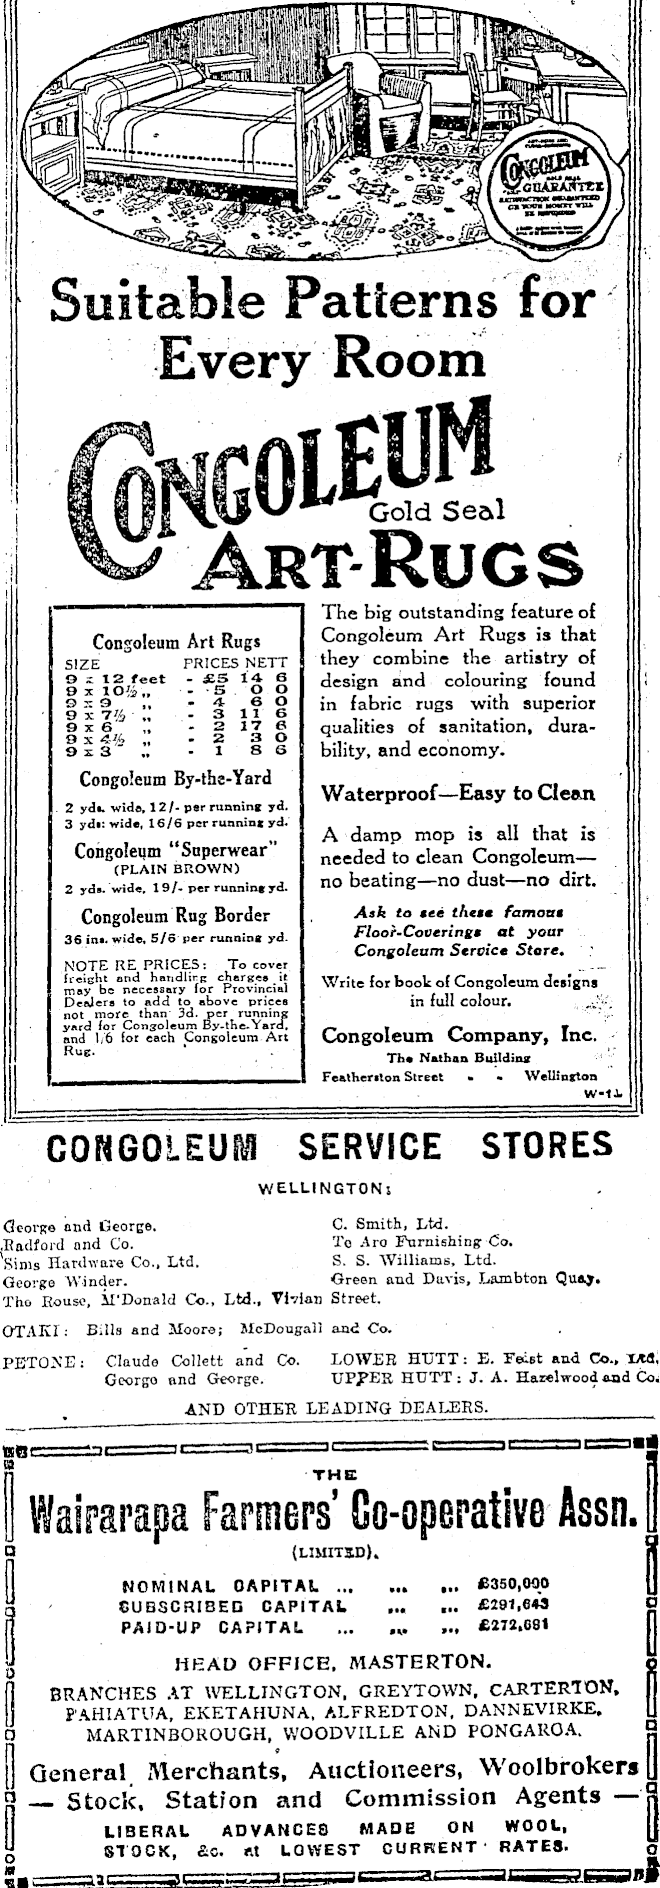 CONGOLEUM
GOLD SEAL
GUARANTEE
SATISFACTION GUARANTEED
OR YOUR MONEY WILL
BE REFUNDED
Suitable Patterns for
Every Room
CONGOLEUM
Gold Seal
ART-RUGS
Congoleum Art Rugs
SIZE PRICES NETT
9 x 12 feet - £5 14 6
9 x 10½ „ - 5 0 0
9 x 9 „ - 4 6 0
9 x 7½ „ - 3 11 6
9 x 6 „ - 2 17 6
9 x 4½ „ - 2 3 0
9 x 3 „ - 1 8 6
Congoleum By-the-Yard
2 yds. wide, 12/- per running yd.
3 yds: wide, 16/6 per running yd.
Congoleum "Superwear"
(PLAIN BROWN)
2 yds. wide, 19/- per running yd.
Congoleum Rug Border
36 ins. wide, 5/6 per running yd.
NOTE RE PRICES: To cover
freight and handling charges it
may be necessary for Provincial
Dealers to add to above prices
not more than 3d. per running
yard for Congoleum By-the-Yard,
and 1/6 for each Congoleum Art
Rug.
The big outstanding feature of
Congoleum Art Rugs is that
they combine the artistry of
design and colouring found
in fabric rugs with superior
qualities of sanitation, dura-
bility, and economy.
Waterproof—Easy to Clean
A damp mop is all that is
needed to clean Congoleum—
no beating—no dust—no dirt.
Ask to see these famous
Floor-Coverings at your
Congoleum Service Store.
Write for book of Congoleum designs
in full colour.
Congoleum Company, Inc.
The Nathan Building
Featherston Street - - Wellington
CONGOLEUM SERVICE STORES
WELLINGTON:
George and George.
Radford and Co.
Sims Hardware Co., Ltd.
George Winder.
The Rouse, M'Donald Co., Ltd., Vivian Street.
C. Smith, Ltd.
Te Aro Furnishing Co.
S. S. Williams, Ltd.
Green and Davis, Lambton Quay.
OTAKI: Bills and Moore; McDougall and Co.
PETONE: Claude Collett and Co.
George and George.
LOWER HUTT: E. Feist and Co., Ltd.
UPPER HUTT: J. A. Hazelwood and Co.
AND OTHER LEADING DEALERS.
THE
Wairarapa Farmers' Co-operative Assn.
(LIMITED).
NOMINAL CAPITAL ... ... ... £350,000
SUBSCRIBED CAPITAL ... ... £291,643
PAID-UP CAPITAL ... ... ... £272,681
HEAD OFFICE, MASTERTON.
BRANCHES AT WELLINGTON, GREYTOWN, CARTERTON,
PAHIATUA, EKETAHUNA, ALFREDTON, DANNEVIRKE,
MARTINBOROUGH, WOODVILLE AND PONGAROA.
General Merchants, Auctioneers, Woolbrokers
— Stock, Station and Commission Agents —
LIBERAL ADVANCES MADE ON WOOL,
STOCK, &c. at LOWEST CURRENT RATES.